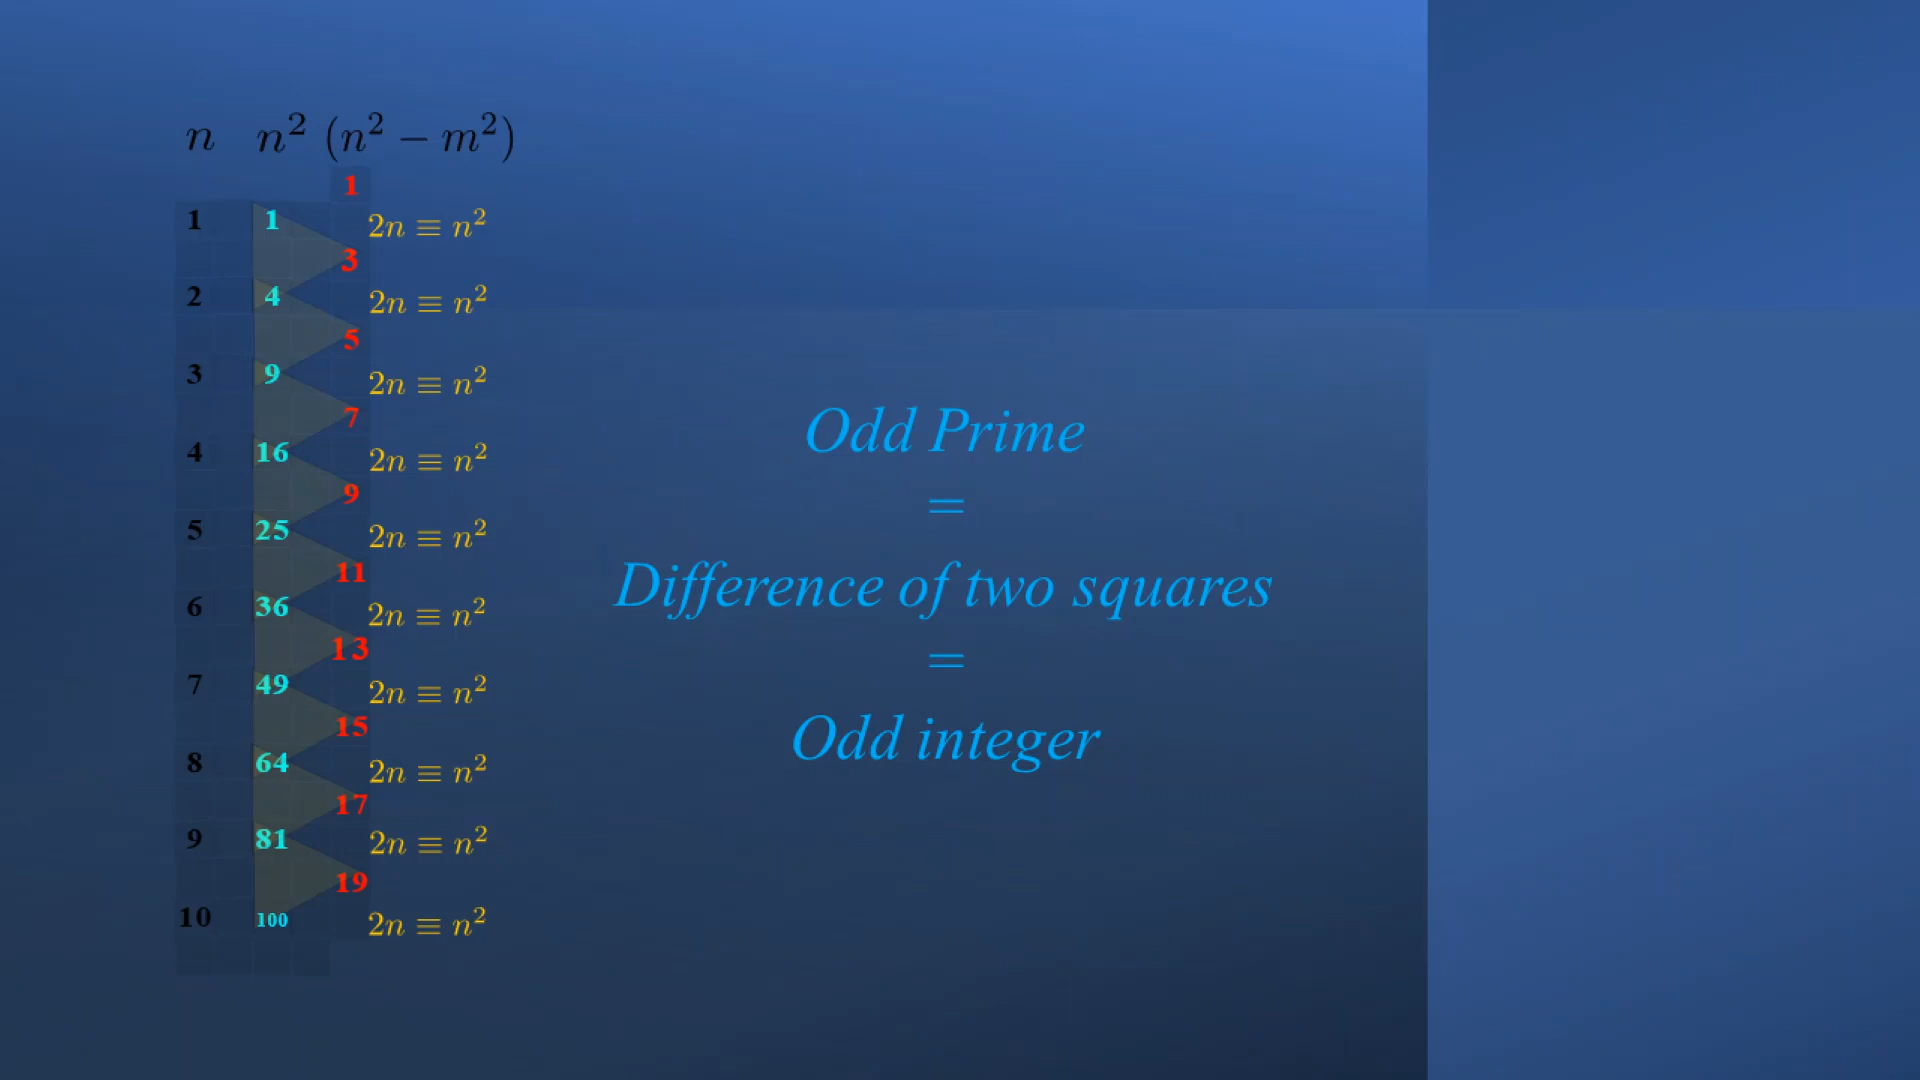 n n² (n² − m²)
1
1 1 2n ≡ n²
3
2 4 2n ≡ n²
5
3 9 2n ≡ n²
7
4 16 2n ≡ n²
9
5 25 2n ≡ n²
11
6 36 2n ≡ n²
13
7 49 2n ≡ n²
15
8 64 2n ≡ n²
17
9 81 2n ≡ n²
19
10 100 2n ≡ n²
Odd Prime
=
Difference of two squares
=
Odd integer